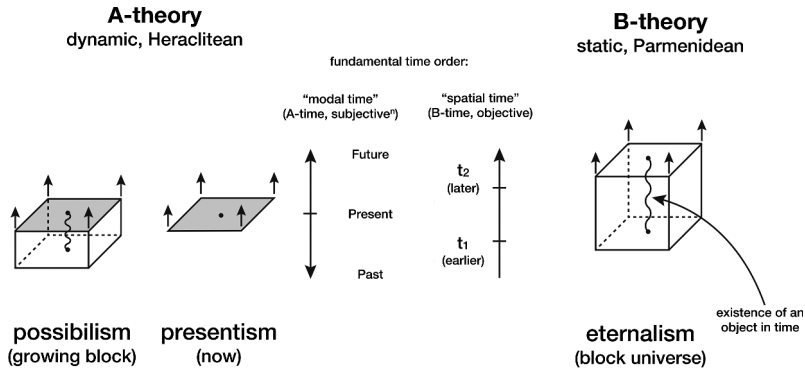 A-theory
dynamic, Heraclitean
B-theory
static, Parmenidean
fundamental time order:
“modal time”
(A-time, subjectiveⁿ)
“spatial time”
(B-time, objective)
Future
Present
Past
t₂
(later)
t₁
(earlier)
possibilism
(growing block)
presentism
(now)
eternalism
(block universe)
existence of an
object in time